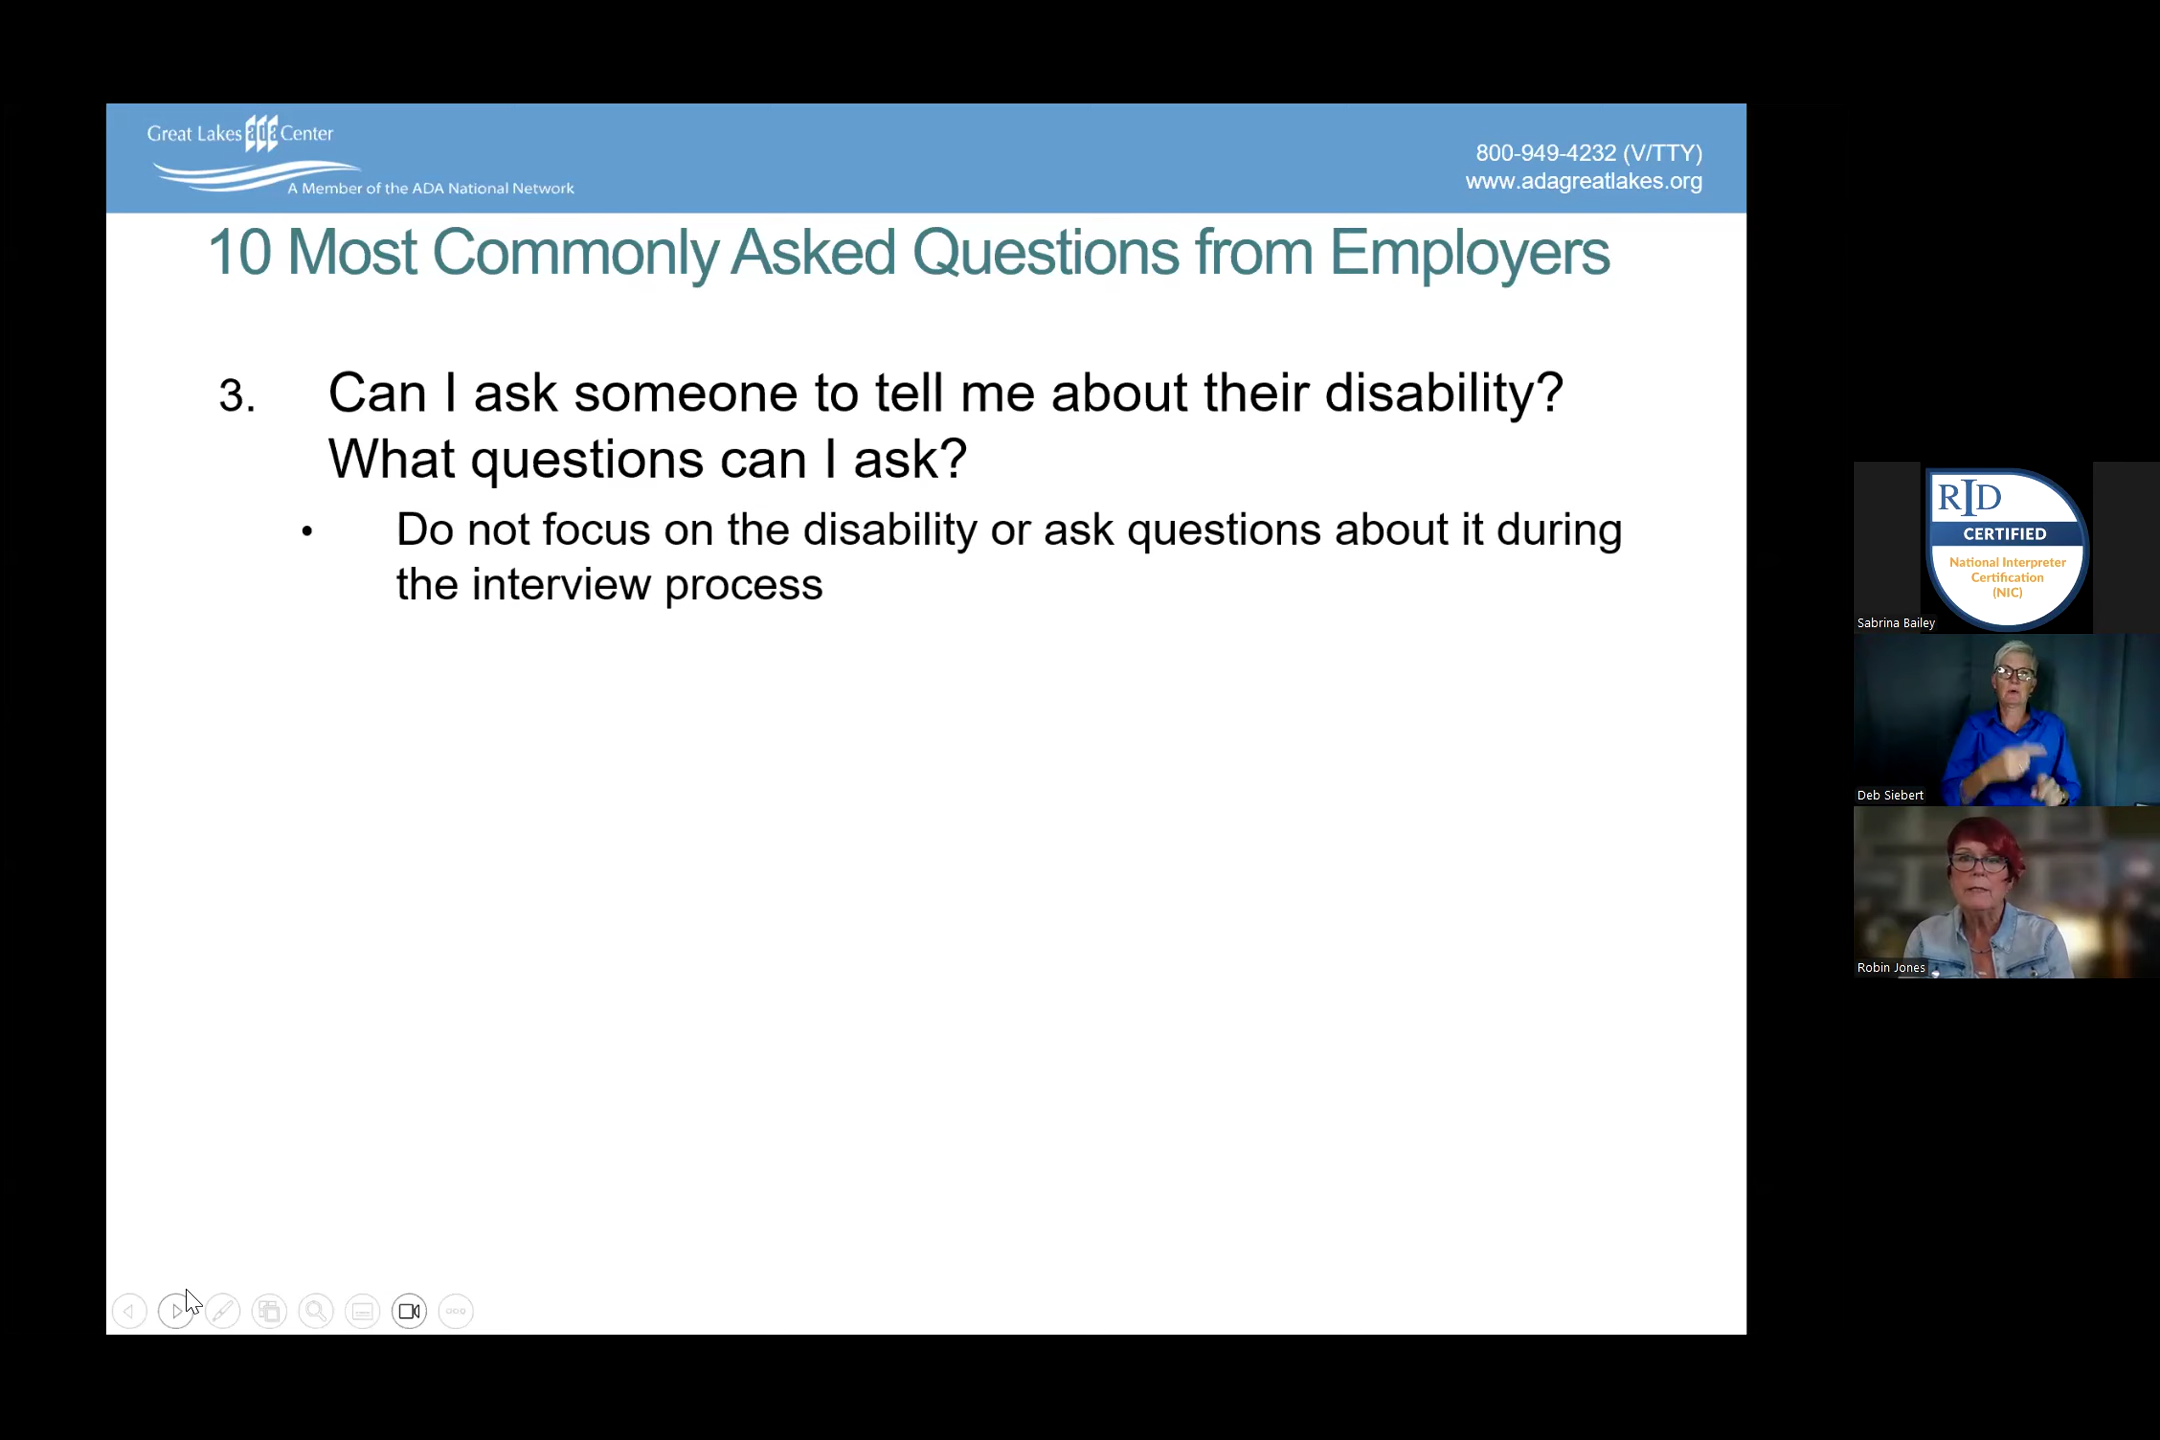 Great Lakes ada Center
A Member of the ADA National Network
800-949-4232 (V/TTY)
www.adagreatlakes.org
10 Most Commonly Asked Questions from Employers
3. Can I ask someone to tell me about their disability?
What questions can I ask?
• Do not focus on the disability or ask questions about it during
the interview process
RID
CERTIFIED
National Interpreter
Certification
(NIC)
Sabrina Bailey
Deb Siebert
Robin Jones